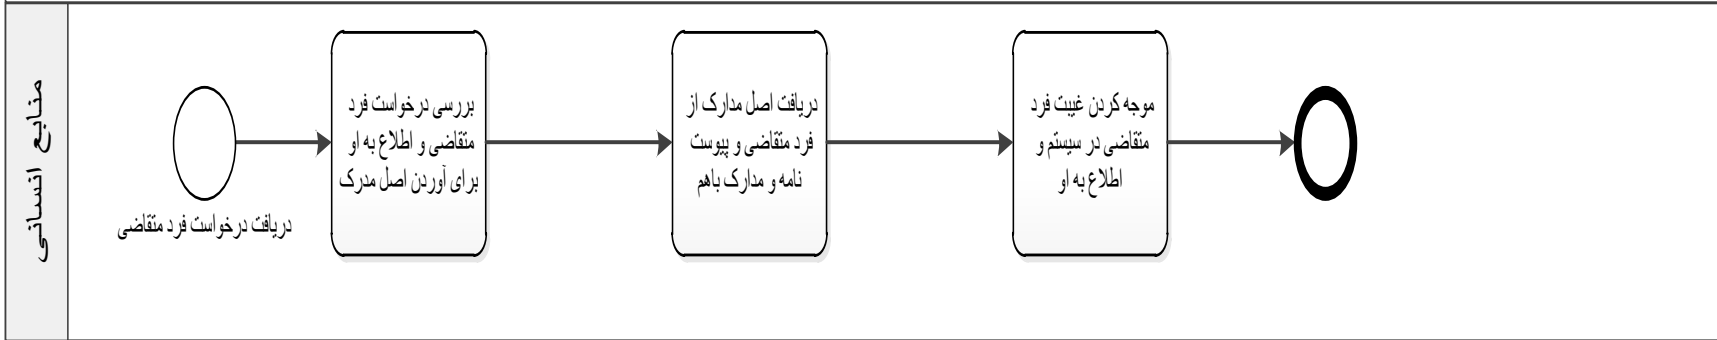 منابع انسانی
دریافت درخواست فرد متقاضی
بررسی درخواست فرد
متقاضی و اطلاع به او
برای آوردن اصل مدرک
دریافت اصل مدارک از
فرد متقاضی و پیوست
نامه و مدارک باهم
موجه کردن غیبت فرد
متقاضی در سیستم و
اطلاع به او